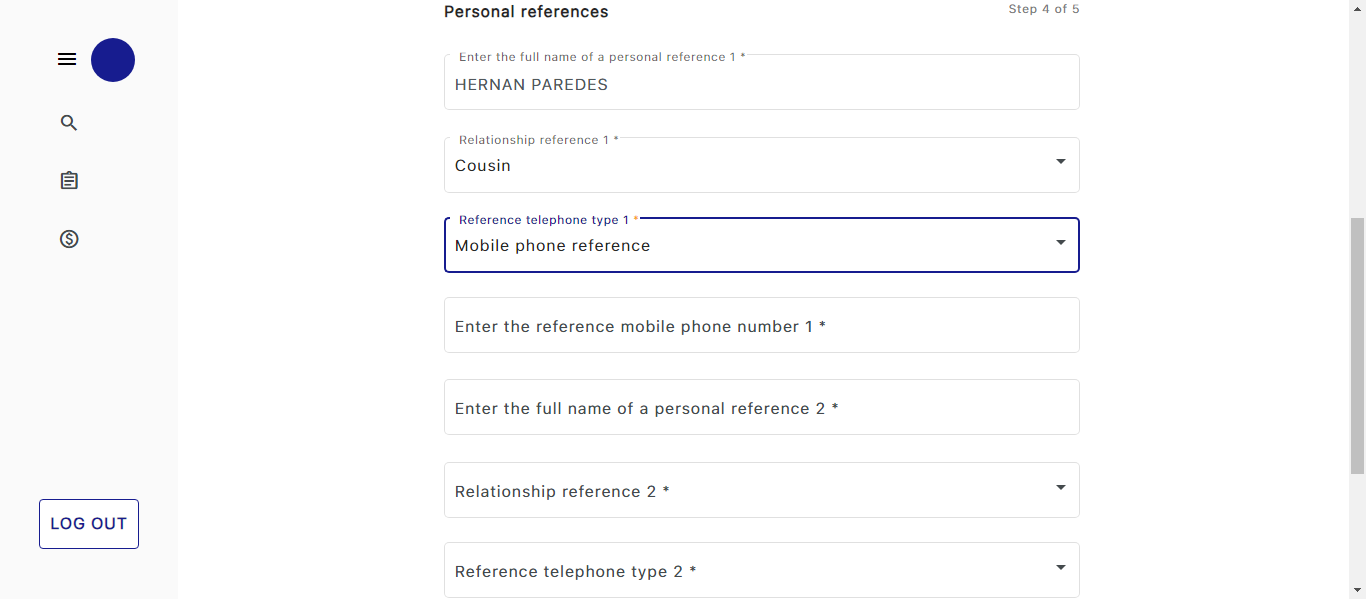 Personal references
Step 4 of 5
Enter the full name of a personal reference 1 *
HERNAN PAREDES
Relationship reference 1 *
Cousin
Reference telephone type 1 *
Mobile phone reference
Enter the reference mobile phone number 1 *
Enter the full name of a personal reference 2 *
Relationship reference 2 *
LOG OUT
Reference telephone type 2 *